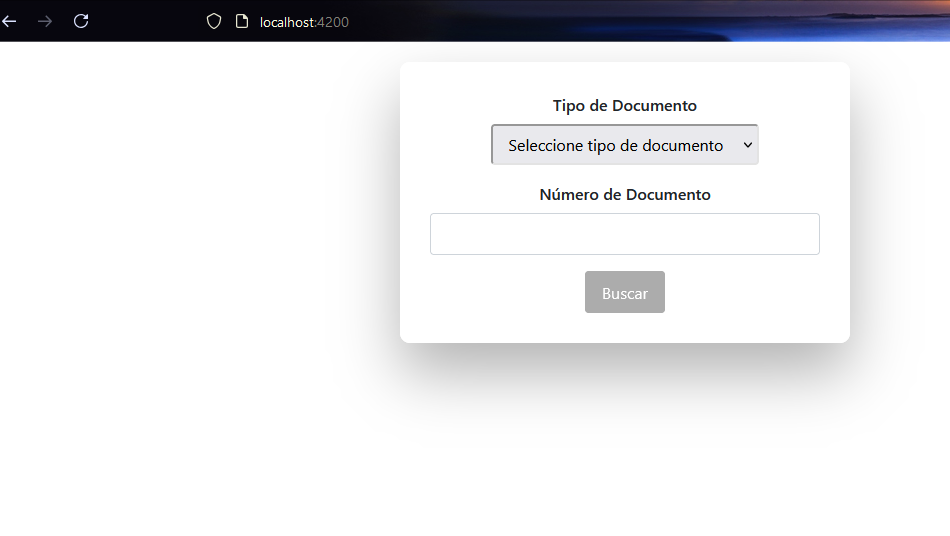 localhost:4200
Tipo de Documento
Seleccione tipo de documento
Número de Documento
Buscar